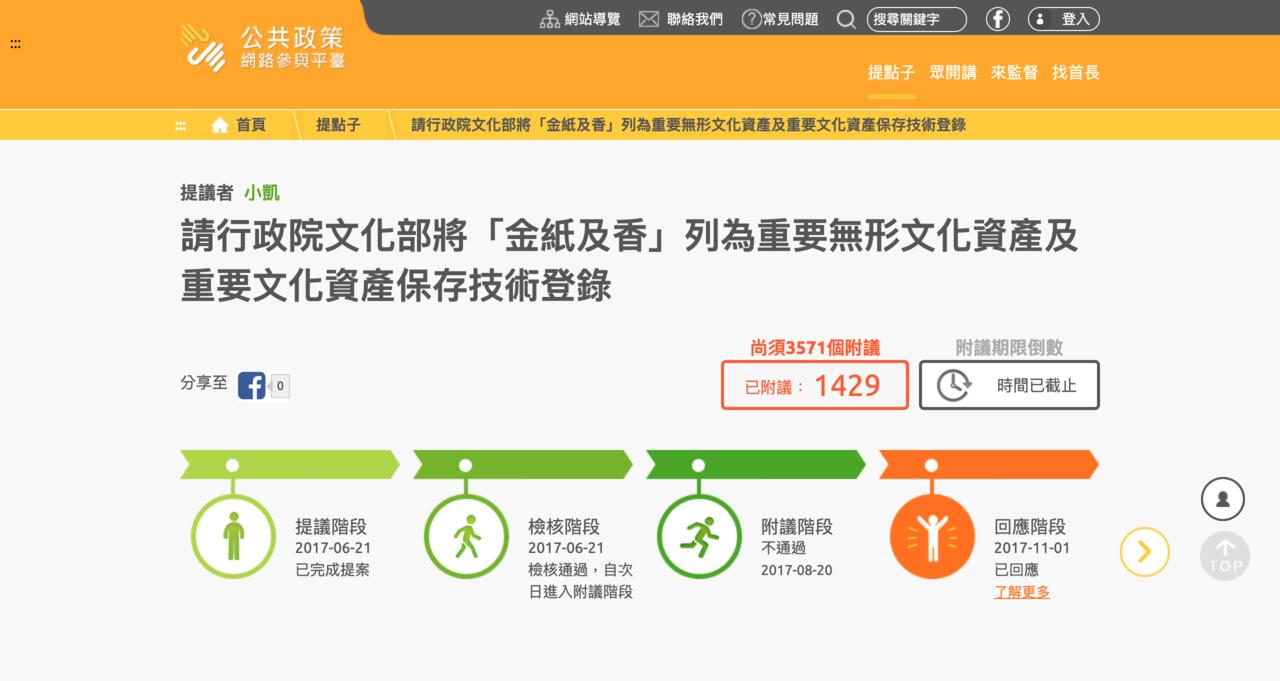 網站導覽 聯絡我們 常見問題 搜尋關鍵字 登入
:::
公共政策
網路參與平臺
提點子 眾開講 來監督 找首長
::: 首頁 提點子 請行政院文化部將「金紙及香」列為重要無形文化資產及重要文化資產保存技術登錄
提議者 小凱
請行政院文化部將「金紙及香」列為重要無形文化資產及
重要文化資產保存技術登錄
尚須3571個附議 附議期限倒數
分享至 0 已附議： 1429 時間已截止
提議階段
2017-06-21
已完成提案
檢核階段
2017-06-21
檢核通過，自次
日進入附議階段
附議階段
不通過
2017-08-20
回應階段
2017-11-01
已回應
了解更多
TOP